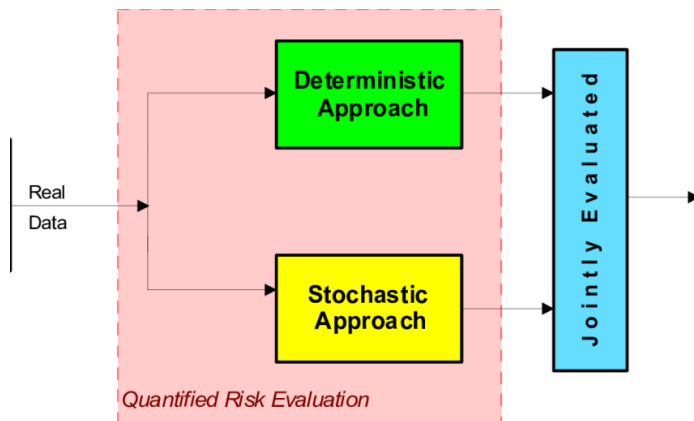 Real
Data
Deterministic
Approach
Stochastic
Approach
Jointly Evaluated
Quantified Risk Evaluation